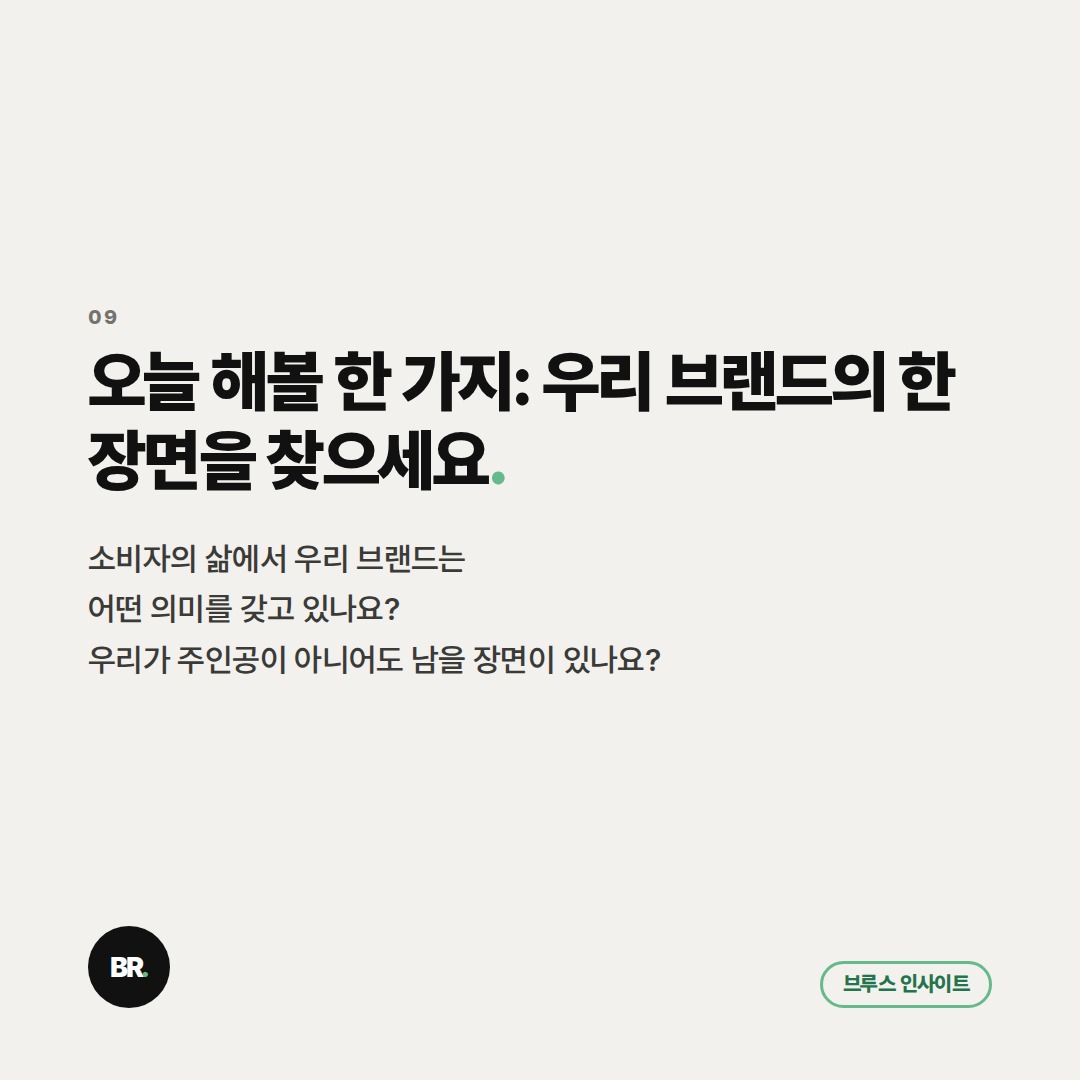 09
오늘 해볼 한 가지: 우리 브랜드의 한
장면을 찾으세요.
소비자의 삶에서 우리 브랜드는
어떤 의미를 갖고 있나요?
우리가 주인공이 아니어도 남을 장면이 있나요?
BR.
브루스 인사이트